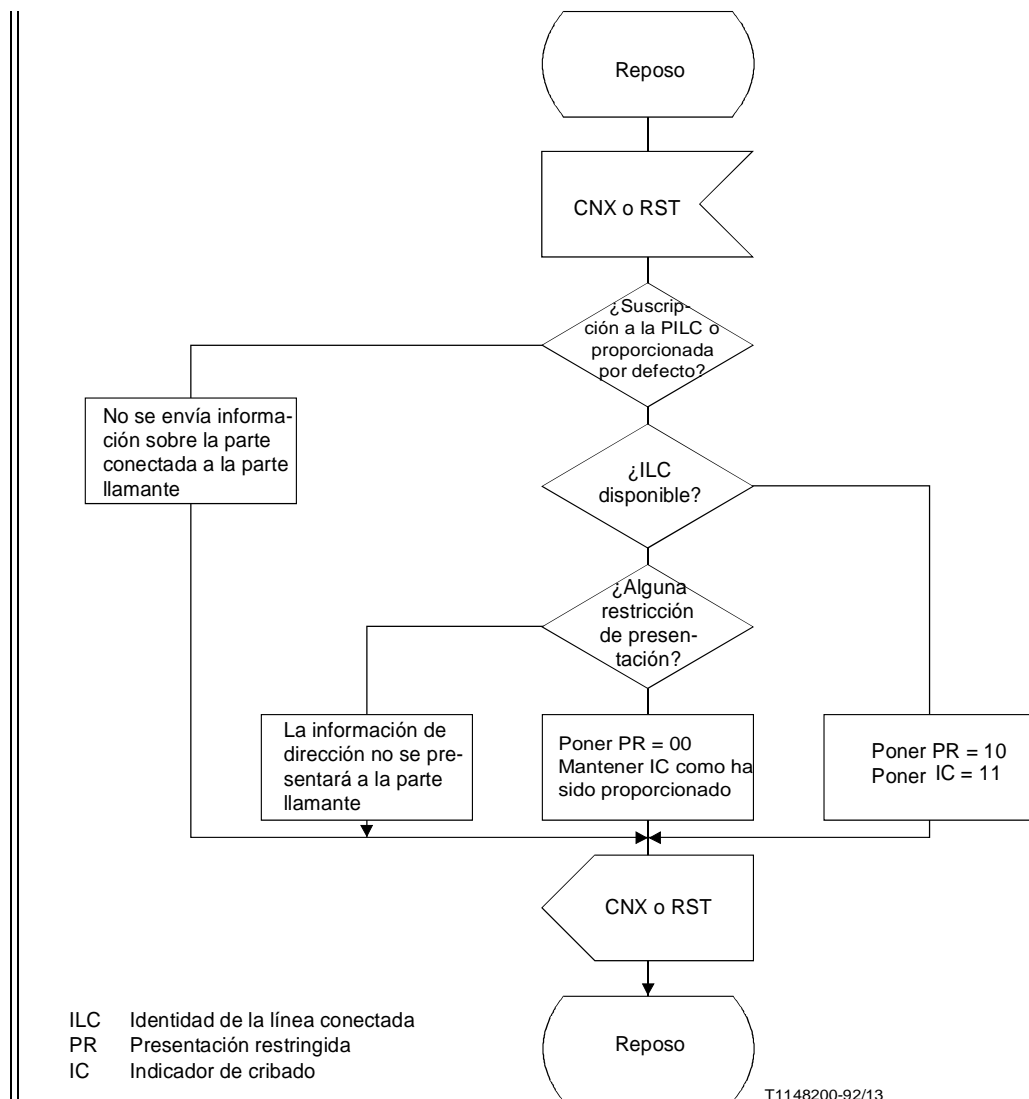 Reposo
CNX o RST
¿Suscrip-
ción a la PILC o
proporcionada
por defecto?
No se envía informa-
ción sobre la parte
conectada a la parte
llamante
¿ILC
disponible?
¿Alguna
restricción
de presen-
tación?
La información de
dirección no se pre-
sentará a la parte
llamante
Poner PR = 00
Mantener IC como ha
sido proporcionado
Poner PR = 10
Poner IC = 11
CNX o RST
Reposo
ILC Identidad de la línea conectada
PR Presentación restringida
IC Indicador de cribado
T1148200-92/13